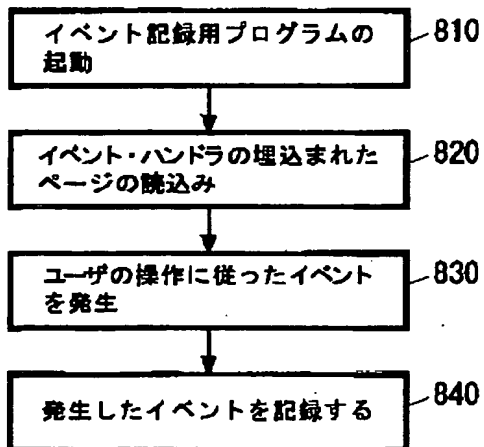 イベント記録用プログラムの
起動
810
イベント・ハンドラの埋込まれた
ページの読込み
820
ユーザの操作に従ったイベント
を発生
830
発生したイベントを記録する
840